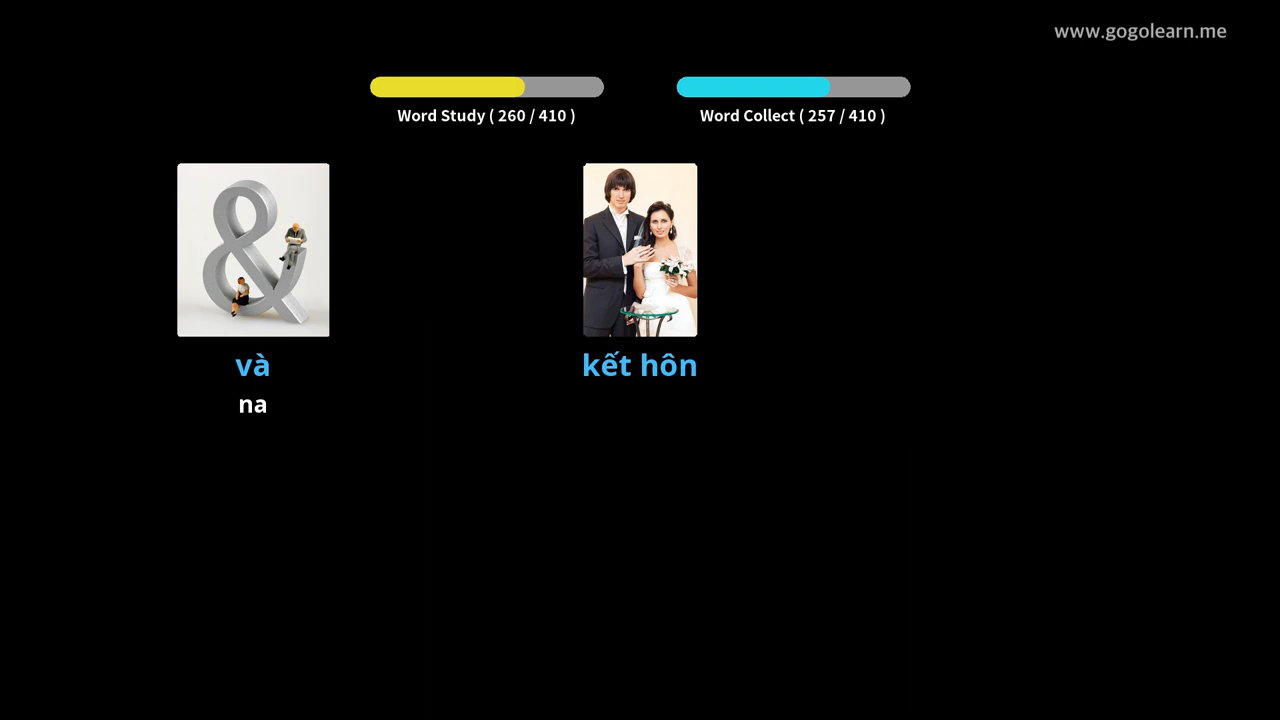 www.gogolearn.me
Word Study ( 260 / 410 )
Word Collect ( 257 / 410 )
&
và
kết hôn
na